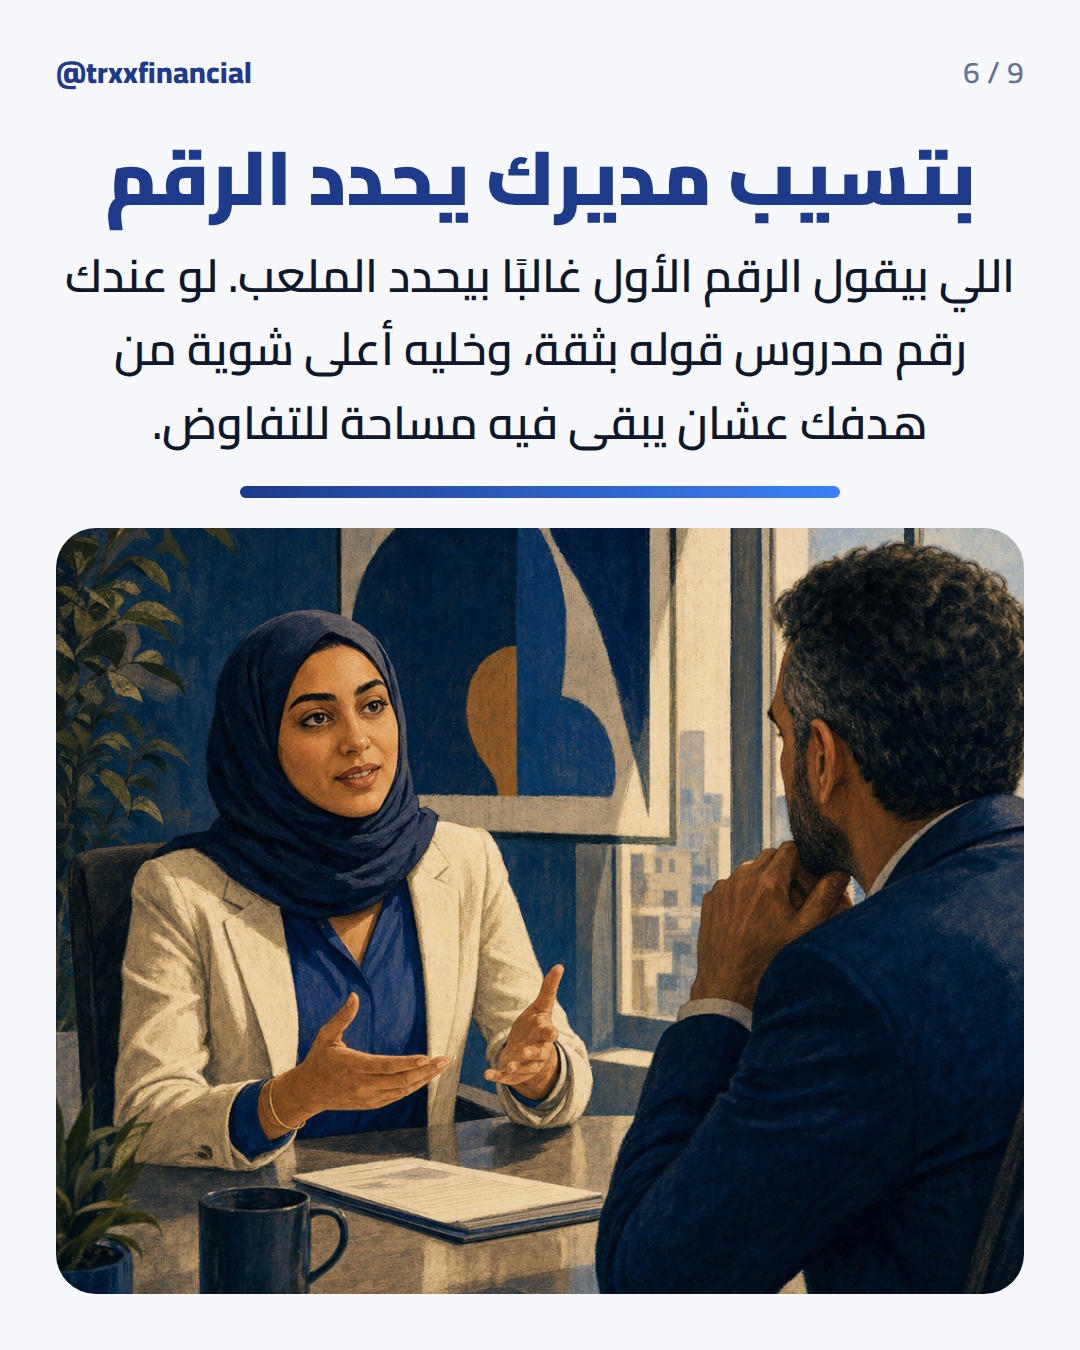 @trxxfinancial
6 / 9
بتسيب مديرك يحدد الرقم
اللي بيقول الرقم الأول غالبًا بيحدد الملعب. لو عندك
رقم مدروس قوله بثقة، وخليه أعلى شوية من
هدفك عشان يبقى فيه مساحة للتفاوض.